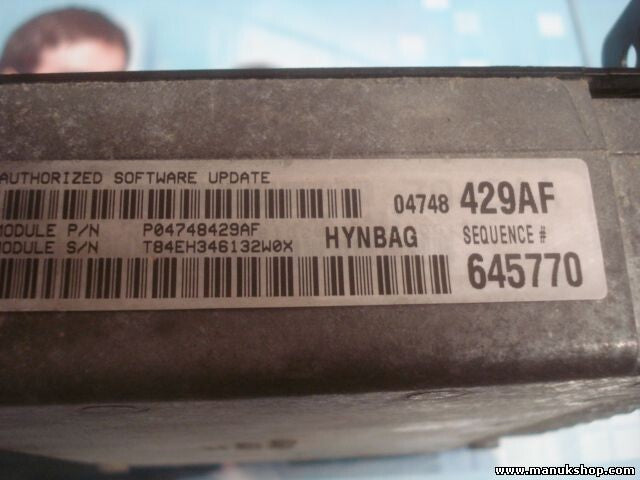 AUTHORIZED SOFTWARE UPDATE
04748 429AF
MODULE P/N P04748429AF
MODULE S/N T84EH346132W0X
HYNBAG
SEQUENCE #
645770
www.manukshop.com